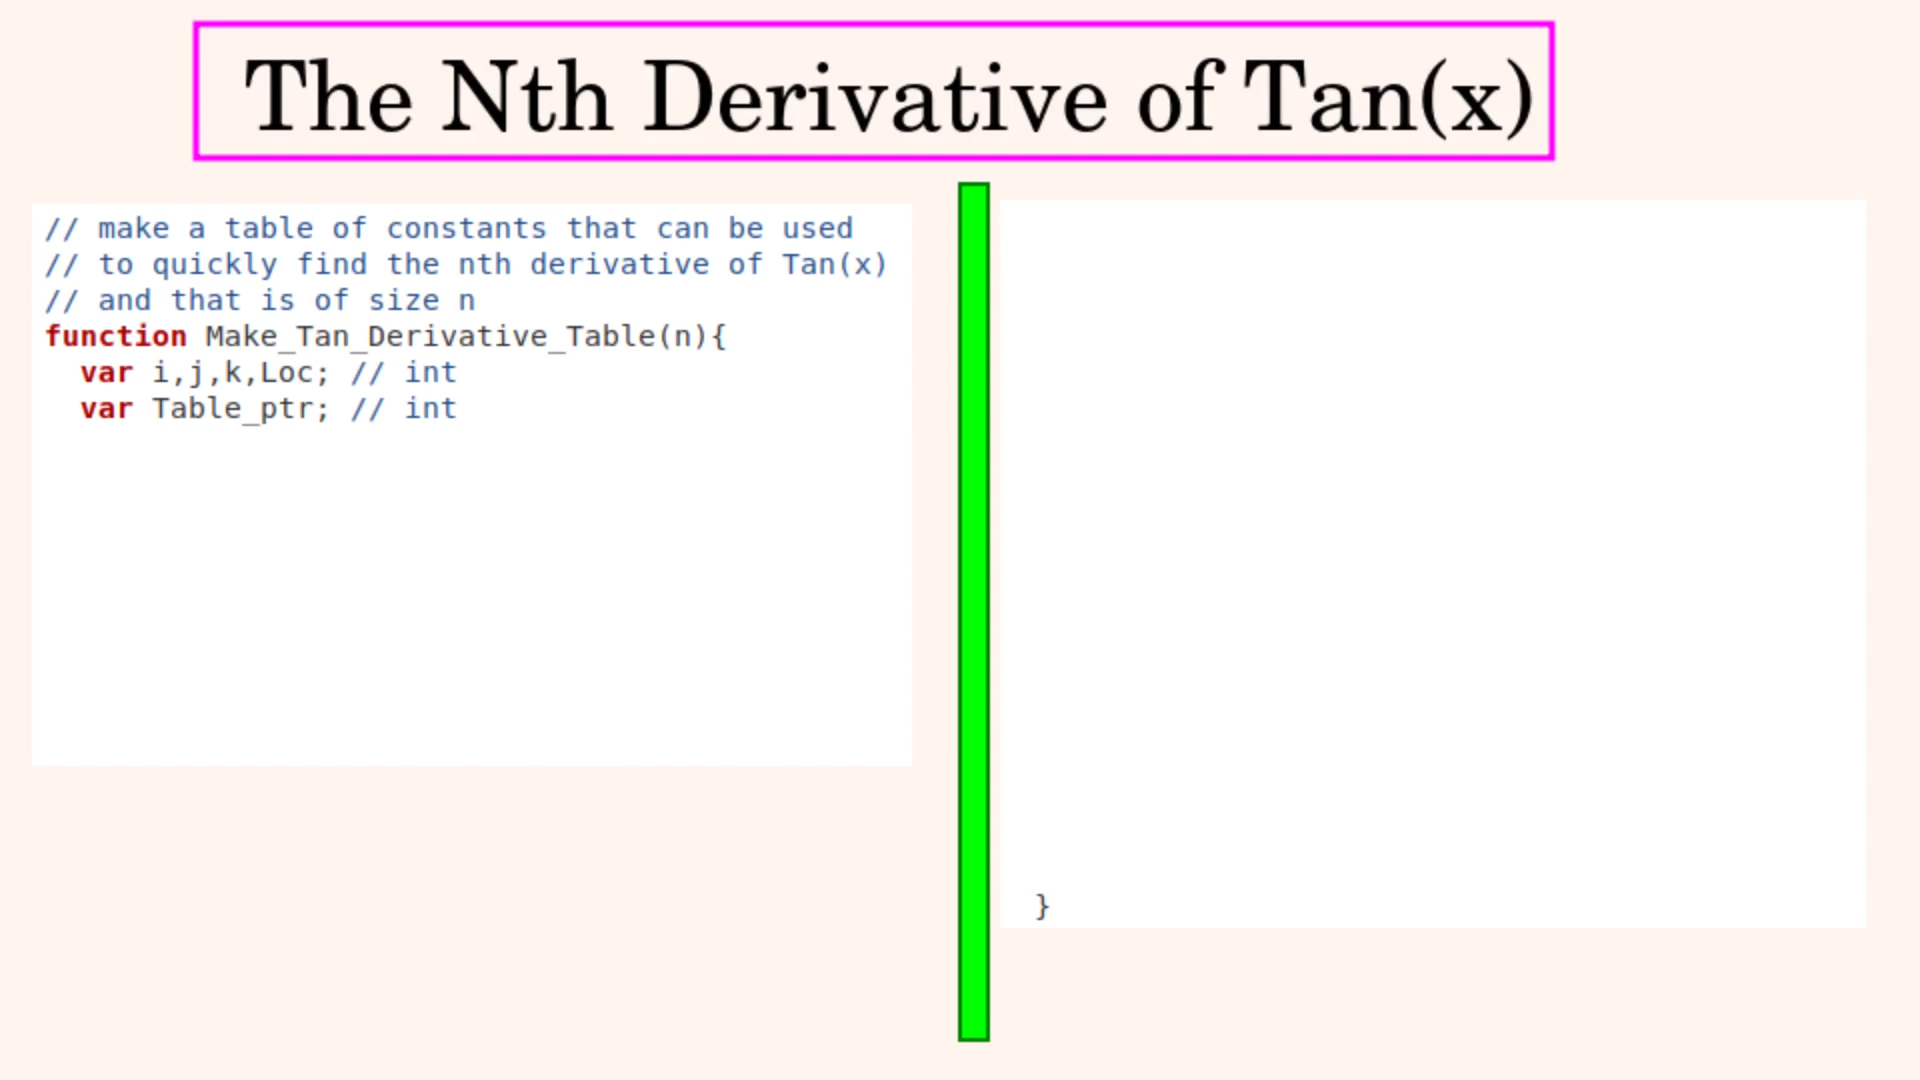 The Nth Derivative of Tan(x)
// make a table of constants that can be used
// to quickly find the nth derivative of Tan(x)
// and that is of size n
function Make_Tan_Derivative_Table(n){
  var i,j,k,Loc; // int
  var Table_ptr; // int
}